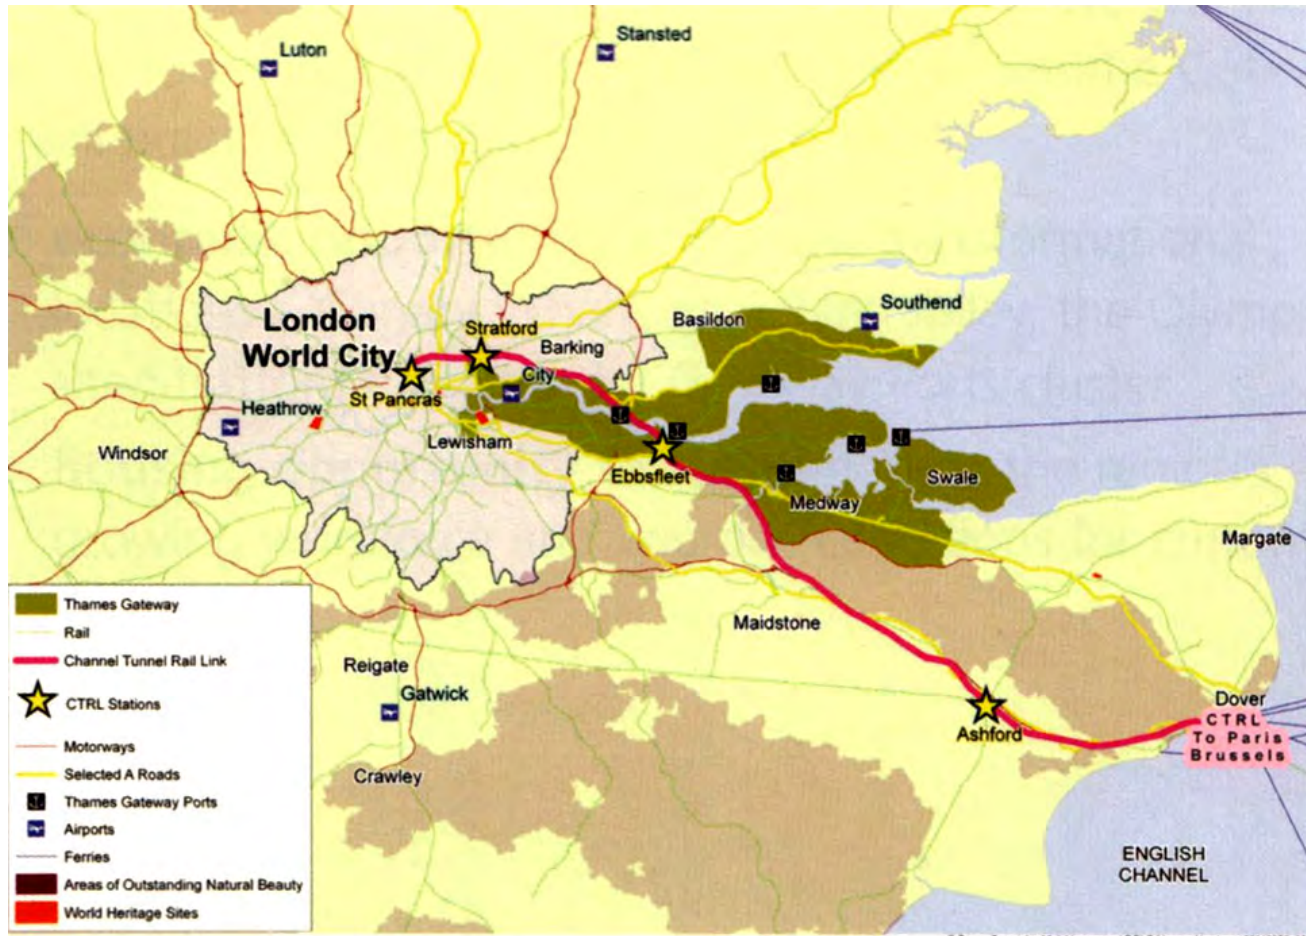 Luton
Stansted
London
World City
Stratford
Barking
City
St Pancras
Heathrow
Windsor
Lewisham
Basildon
Southend
Ebbsfleet
Medway
Swale
Margate
Maidstone
Reigate
Gatwick
Crawley
Ashford
Dover
CTRL
To Paris
Brussels
ENGLISH
CHANNEL
Thames Gateway
Rail
Channel Tunnel Rail Link
CTRL Stations
Motorways
Selected A Roads
Thames Gateway Ports
Airports
Ferries
Areas of Outstanding Natural Beauty
World Heritage Sites